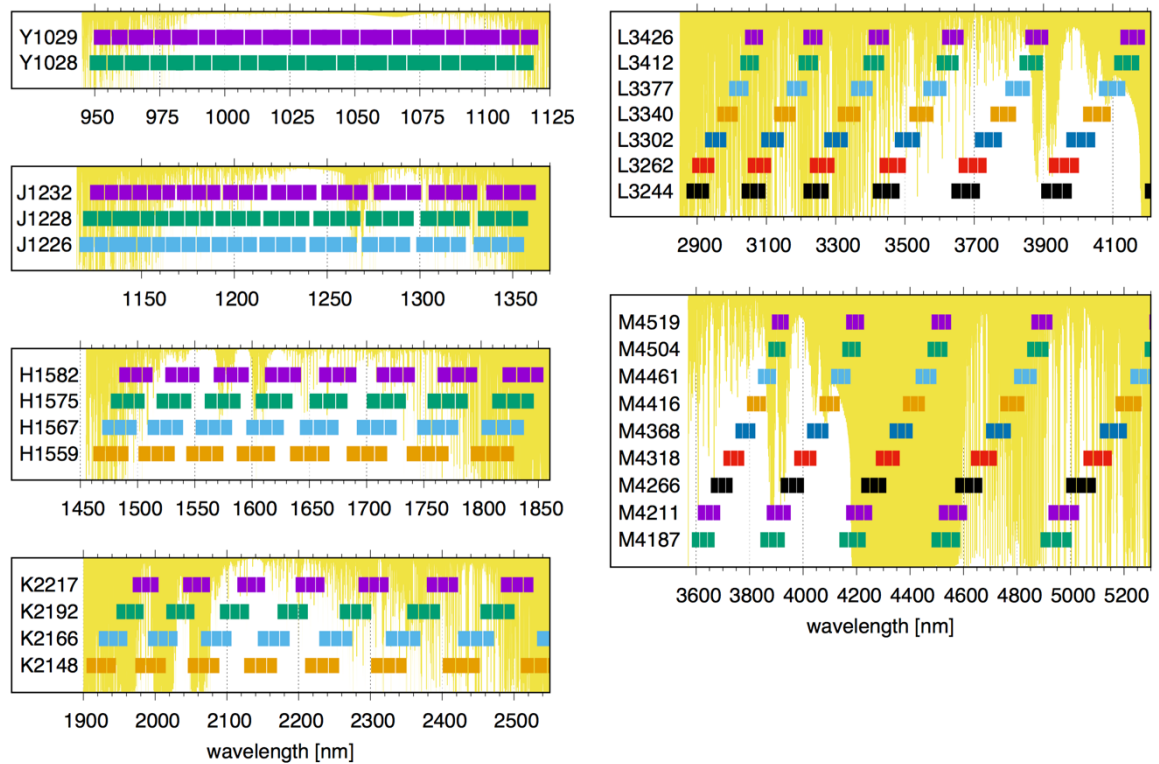 Y1029
Y1028
950 975 1000 1025 1050 1075 1100 1125
J1232
J1228
J1226
1150 1200 1250 1300 1350
H1582
H1575
H1567
H1559
1450 1500 1550 1600 1650 1700 1750 1800 1850
K2217
K2192
K2166
K2148
1900 2000 2100 2200 2300 2400 2500
wavelength [nm]
L3426
L3412
L3377
L3340
L3302
L3262
L3244
2900 3100 3300 3500 3700 3900 4100
M4519
M4504
M4461
M4416
M4368
M4318
M4266
M4211
M4187
3600 3800 4000 4200 4400 4600 4800 5000 5200
wavelength [nm]